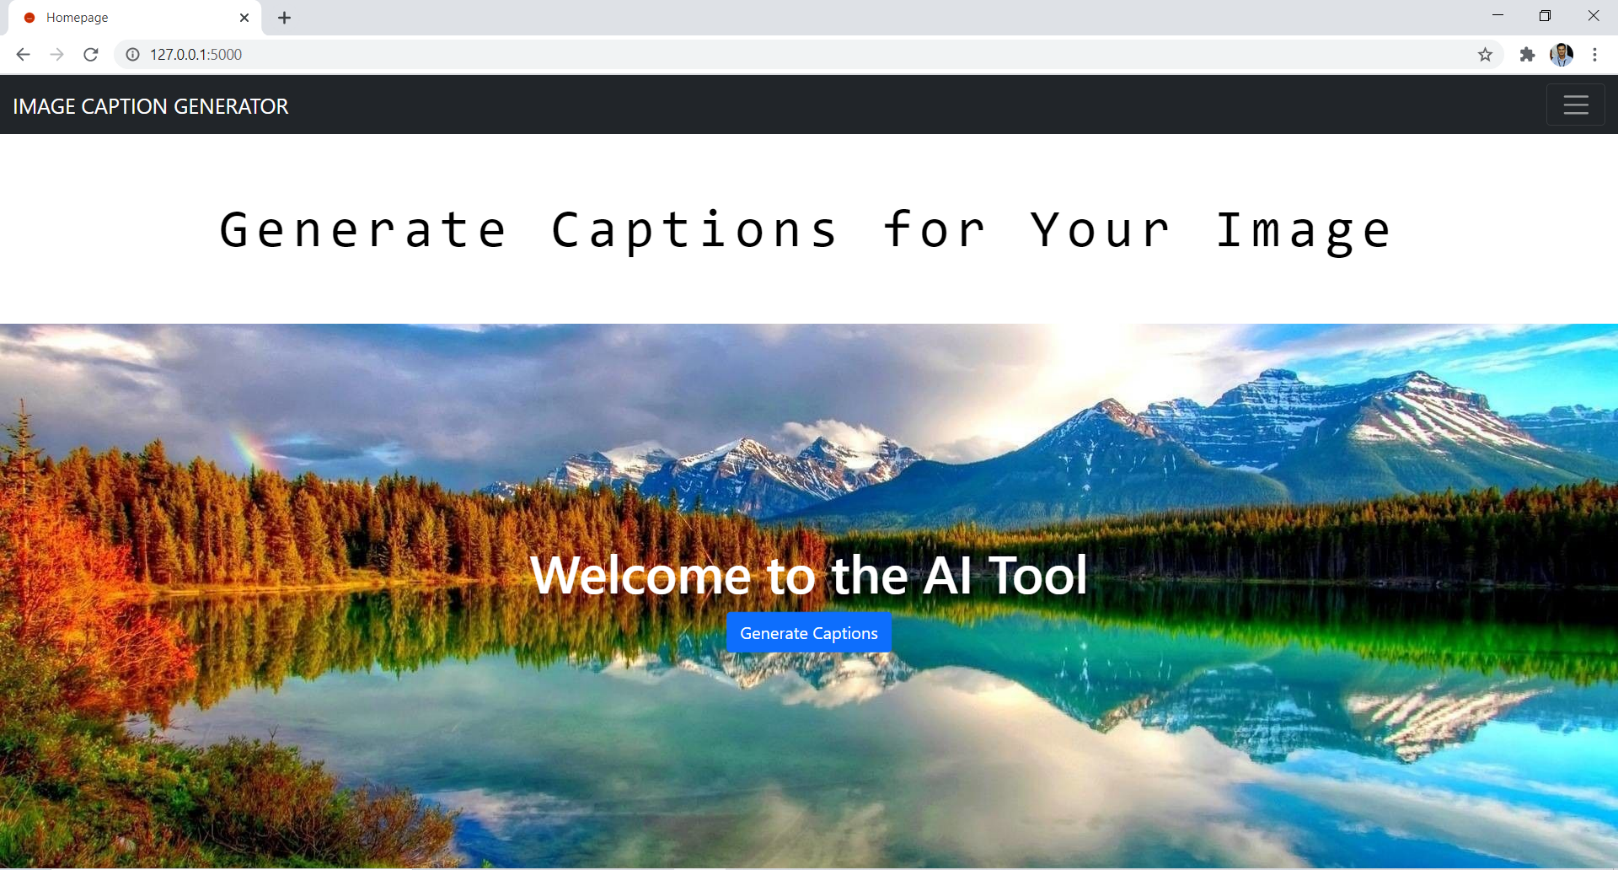 Homepage
127.0.0.1:5000
IMAGE CAPTION GENERATOR
Generate Captions for Your Image
Welcome to the AI Tool
Generate Captions